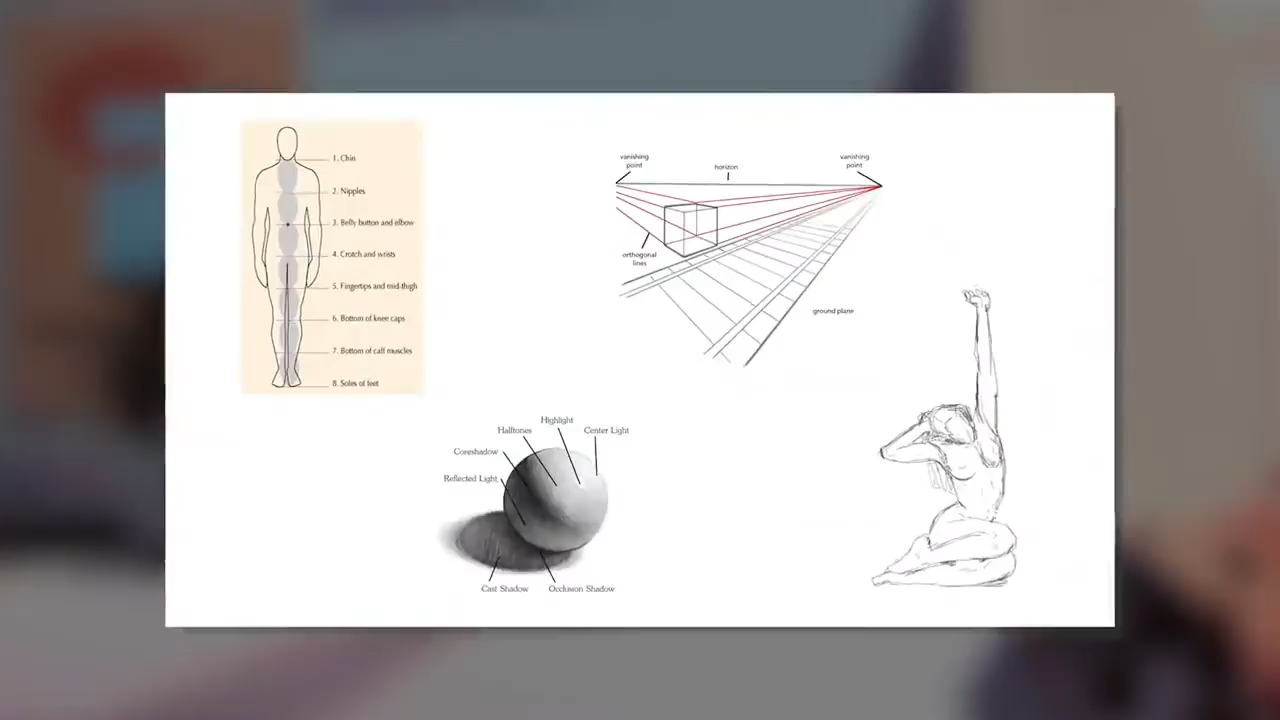 1. Chin
2. Nipples
3. Belly button and elbow
4. Crotch and wrists
5. Fingertips and mid-thigh
6. Bottom of knee caps
7. Bottom of calf muscles
8. Soles of feet
vanishing
point
horizon
vanishing
point
orthogonal
lines
ground plane
Highlight
Halftones
Center Light
Coreshadow
Reflected Light
Cast Shadow
Occlusion Shadow